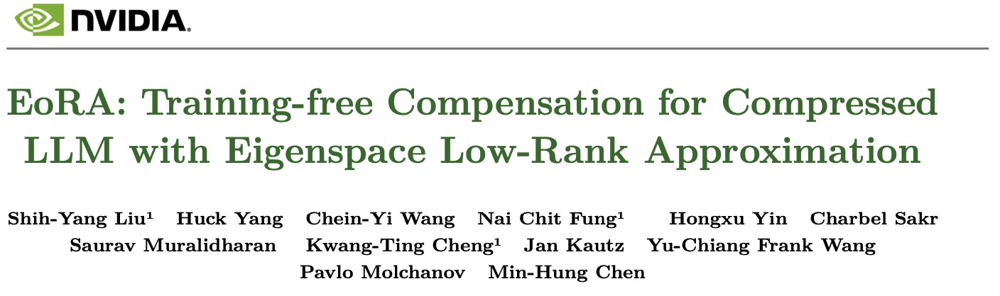 NVIDIA®
EoRA: Training-free Compensation for Compressed
LLM with Eigenspace Low-Rank Approximation
Shih-Yang Liu¹ Huck Yang Chein-Yi Wang Nai Chit Fung¹ Hongxu Yin Charbel Sakr
Saurav Muralidharan Kwang-Ting Cheng¹ Jan Kautz Yu-Chiang Frank Wang
Pavlo Molchanov Min-Hung Chen